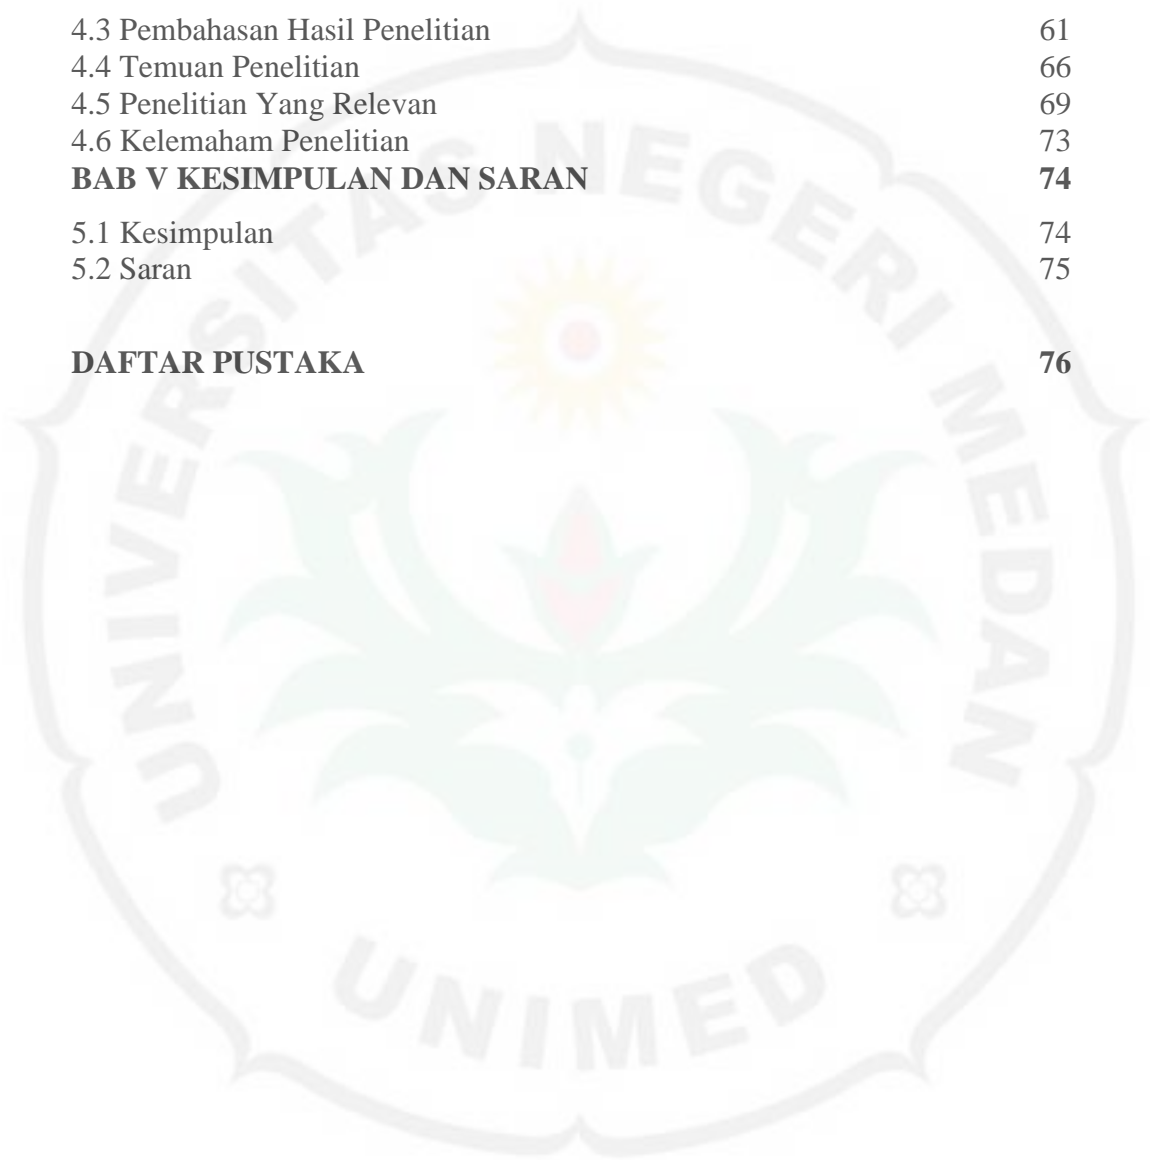 4.3 Pembahasan Hasil Penelitian 61
4.4 Temuan Penelitian 66
4.5 Penelitian Yang Relevan 69
4.6 Kelemaham Penelitian 73
BAB V KESIMPULAN DAN SARAN 74
5.1 Kesimpulan 74
5.2 Saran 75
DAFTAR PUSTAKA 76
UNIVERSITAS NEGERI MEDAN
UNIMED